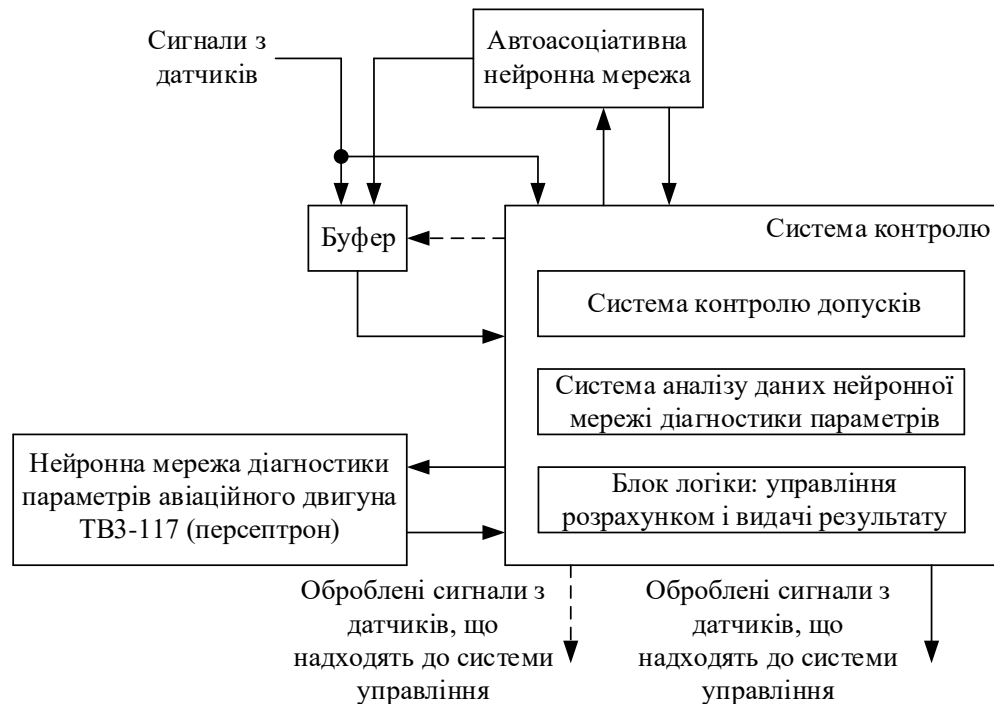 Сигнали з
датчиків
Автоасоціативна
нейронна мережа
Буфер
Система контролю
Система контролю допусків
Система аналізу даних нейронної
мережі діагностики параметрів
Нейронна мережа діагностики
параметрів авіаційного двигуна
ТВ3-117 (персептрон)
Блок логіки: управління
розрахунком і видачі результату
Оброблені сигнали з
датчиків, що
надходять до системи
управління
Оброблені сигнали з
датчиків, що
надходять до системи
управління